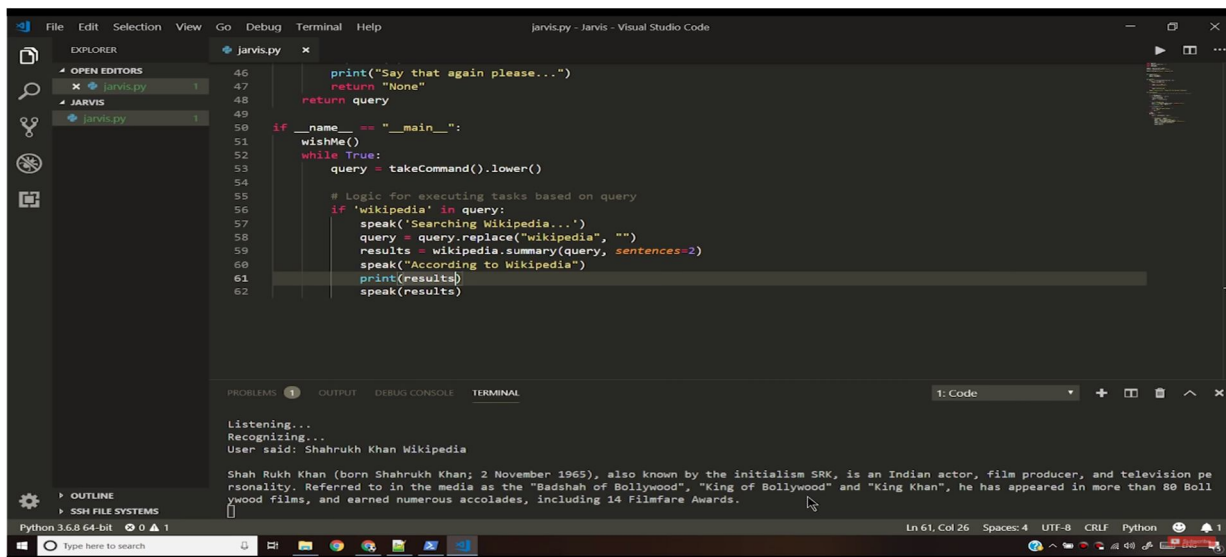 File Edit Selection View Go Debug Terminal Help
jarvis.py - Jarvis - Visual Studio Code
EXPLORER
OPEN EDITORS
jarvis.py 1
JARVIS
jarvis.py 1
jarvis.py
46 print("Say that again please...")
47 return "None"
48 return query
49
50 if __name__ == "__main__":
51 wishMe()
52 while True:
53 query = takeCommand().lower()
54
55 # Logic for executing tasks based on query
56 if 'wikipedia' in query:
57 speak('Searching Wikipedia...')
58 query = query.replace("wikipedia", "")
59 results = wikipedia.summary(query, sentences=2)
60 speak("According to Wikipedia")
61 print(results)
62 speak(results)
PROBLEMS 1 OUTPUT DEBUG CONSOLE TERMINAL
1: Code
Listening...
Recognizing...
User said: Shahrukh Khan Wikipedia
Shah Rukh Khan (born Shahrukh Khan; 2 November 1965), also known by the initialism SRK, is an Indian actor, film producer, and television pe
rsonality. Referred to in the media as the "Badshah of Bollywood", "King of Bollywood" and "King Khan", he has appeared in more than 80 Boll
ywood films, and earned numerous accolades, including 14 Filmfare Awards.
OUTLINE
SSH FILE SYSTEMS
Python 3.6.8 64-bit 0 1
Ln 61, Col 26 Spaces: 4 UTF-8 CRLF Python 1
Type here to search